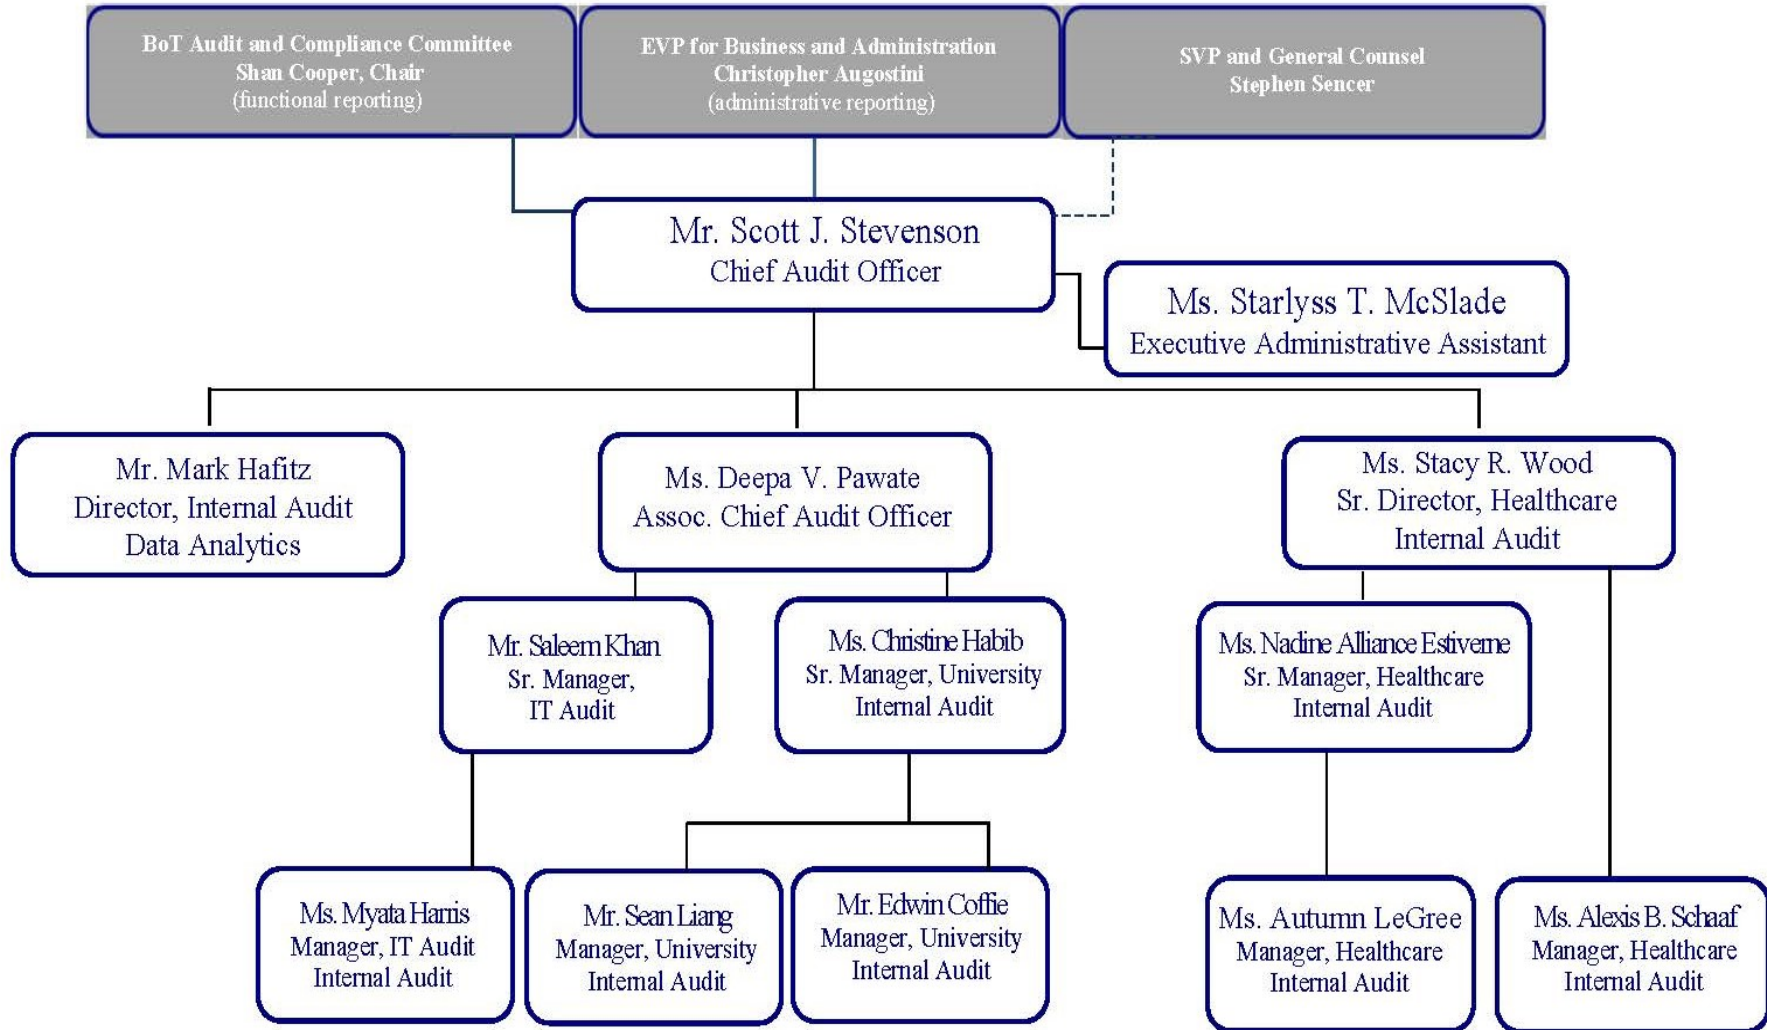 BoT Audit and Compliance Committee
Shan Cooper, Chair
(functional reporting)
EVP for Business and Administration
Christopher Augostini
(administrative reporting)
SVP and General Counsel
Stephen Sencer
Mr. Scott J. Stevenson
Chief Audit Officer
Ms. Starlyss T. McSlade
Executive Administrative Assistant
Mr. Mark Hafitz
Director, Internal Audit
Data Analytics
Ms. Deepa V. Pawate
Assoc. Chief Audit Officer
Ms. Stacy R. Wood
Sr. Director, Healthcare
Internal Audit
Mr. Saleem Khan
Sr. Manager,
IT Audit
Ms. Christine Habib
Sr. Manager, University
Internal Audit
Ms. Nadine Alliance Estiverne
Sr. Manager, Healthcare
Internal Audit
Ms. Myata Harris
Manager, IT Audit
Internal Audit
Mr. Sean Liang
Manager, University
Internal Audit
Mr. Edwin Coffie
Manager, University
Internal Audit
Ms. Autumn LeGree
Manager, Healthcare
Internal Audit
Ms. Alexis B. Schaaf
Manager, Healthcare
Internal Audit